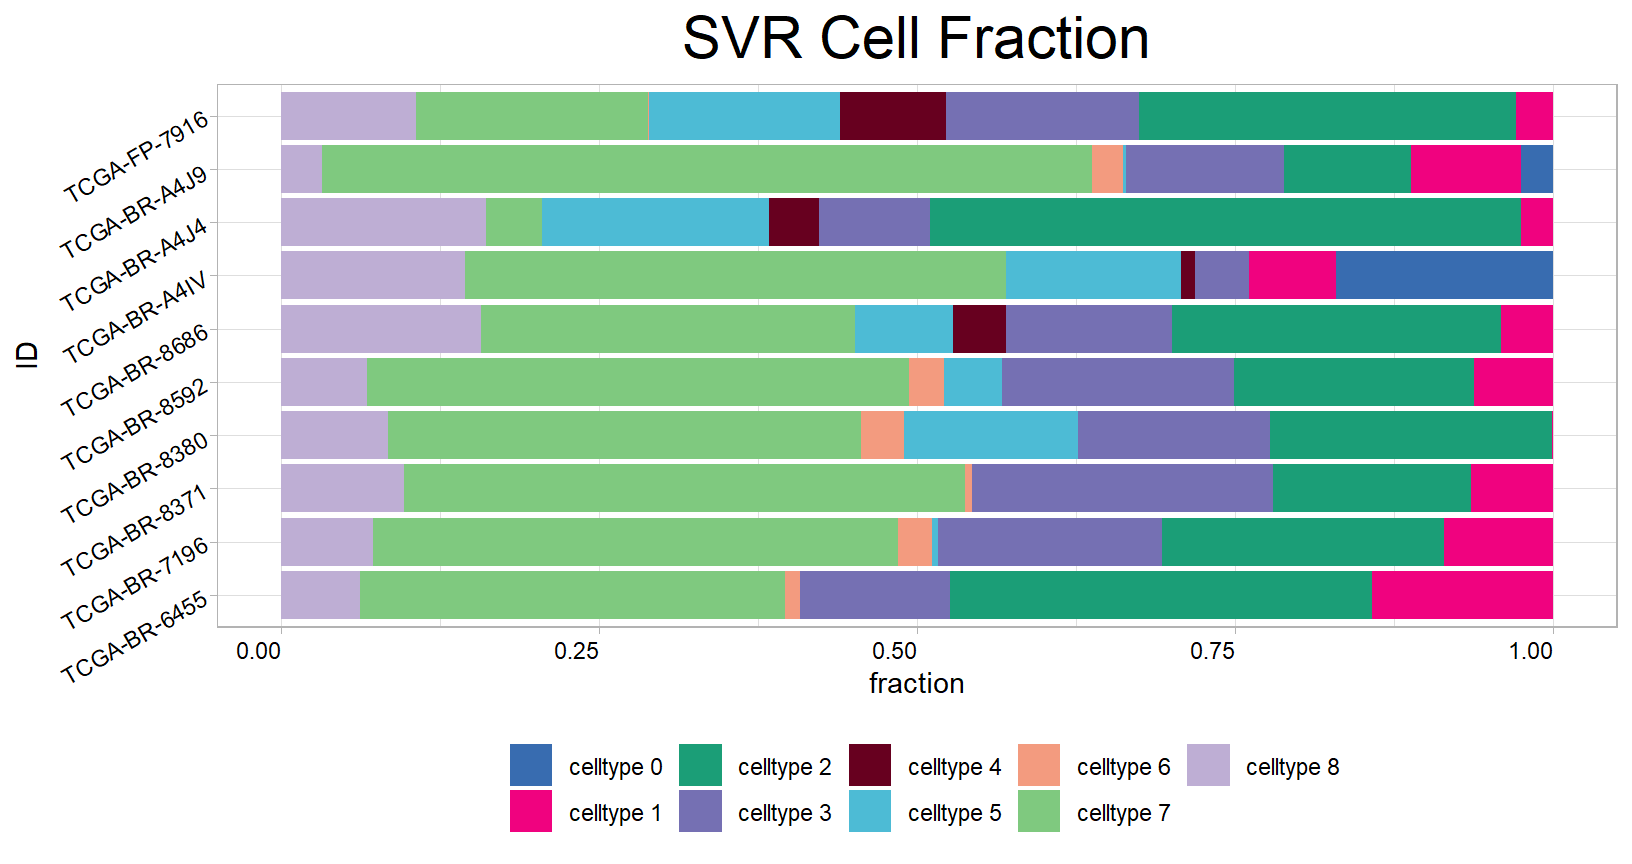 SVR Cell Fraction
TCGA-FP-7916
TCGA-BR-A4J9
TCGA-BR-A4J4
TCGA-BR-A4IV
TCGA-BR-8686
TCGA-BR-8592
TCGA-BR-8380
TCGA-BR-8371
TCGA-BR-7196
TCGA-BR-6455
ID
0.00 0.25 0.50 0.75 1.00
fraction
celltype 0 celltype 2 celltype 4 celltype 6 celltype 8
celltype 1 celltype 3 celltype 5 celltype 7